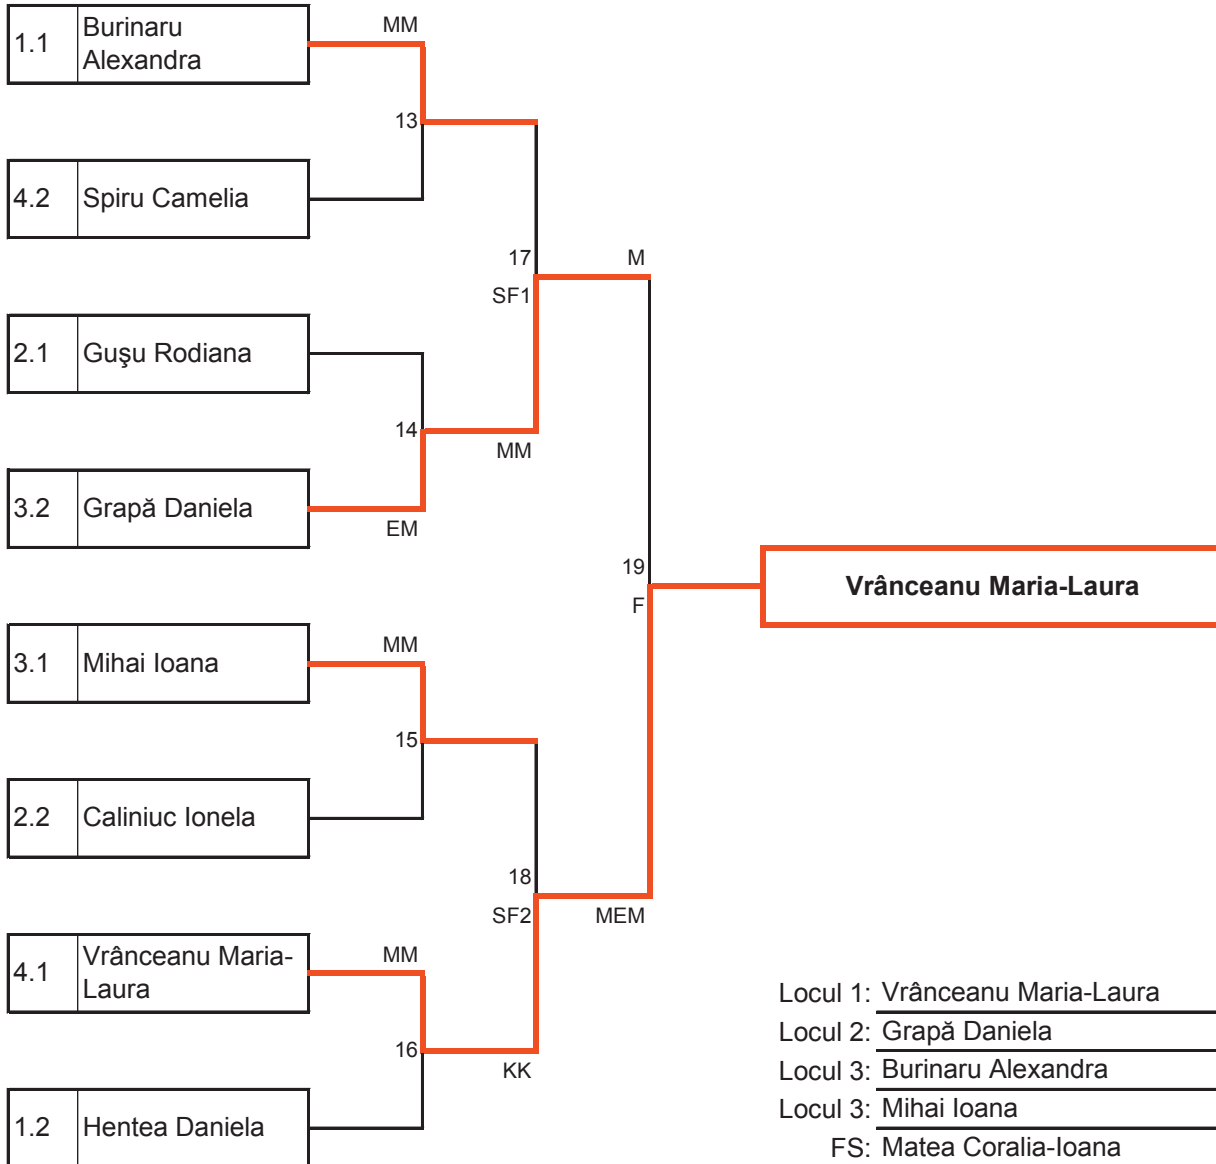 MM
1.1 Burinaru
Alexandra
13
4.2 Spiru Camelia
17 M
SF1
2.1 Guşu Rodiana
14
MM
3.2 Grapă Daniela
EM
19
Vrânceanu Maria-Laura
F
MM
3.1 Mihai Ioana
15
2.2 Caliniuc Ionela
18
SF2 MEM
MM
4.1 Vrânceanu Maria-
Laura
16
KK
1.2 Hentea Daniela
Locul 1: Vrânceanu Maria-Laura
Locul 2: Grapă Daniela
Locul 3: Burinaru Alexandra
Locul 3: Mihai Ioana
FS: Matea Coralia-Ioana